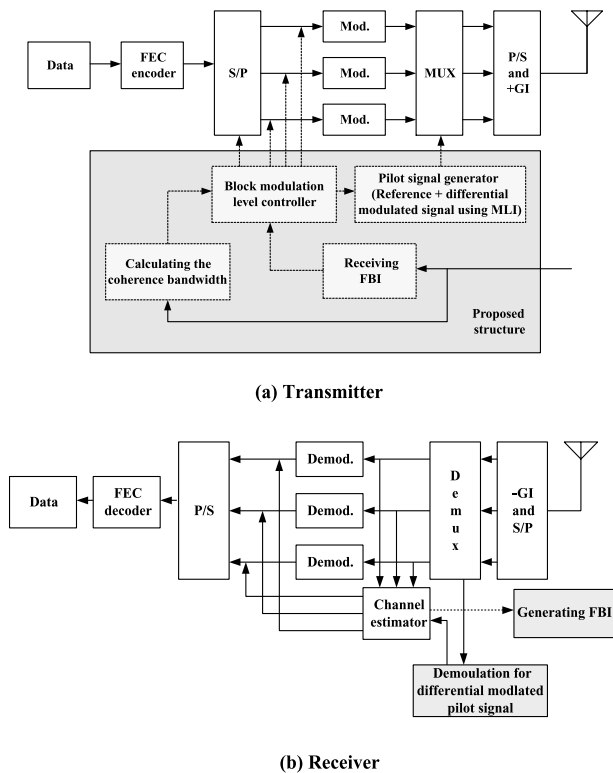 Data
FEC
encoder
S/P
Mod.
Mod.
Mod.
MUX
P/S
and
+GI
Block modulation
level controller
Pilot signal generator
(Reference + differential
modulated signal using MLI)
Calculating the
coherence bandwidth
Receiving
FBI
Proposed
structure
(a) Transmitter
Data
FEC
decoder
P/S
Demod.
Demod.
Demod.
D
e
m
u
x
-GI
and
S/P
Channel
estimator
Generating FBI
Demoulation for
differential modlated
pilot signal
(b) Receiver